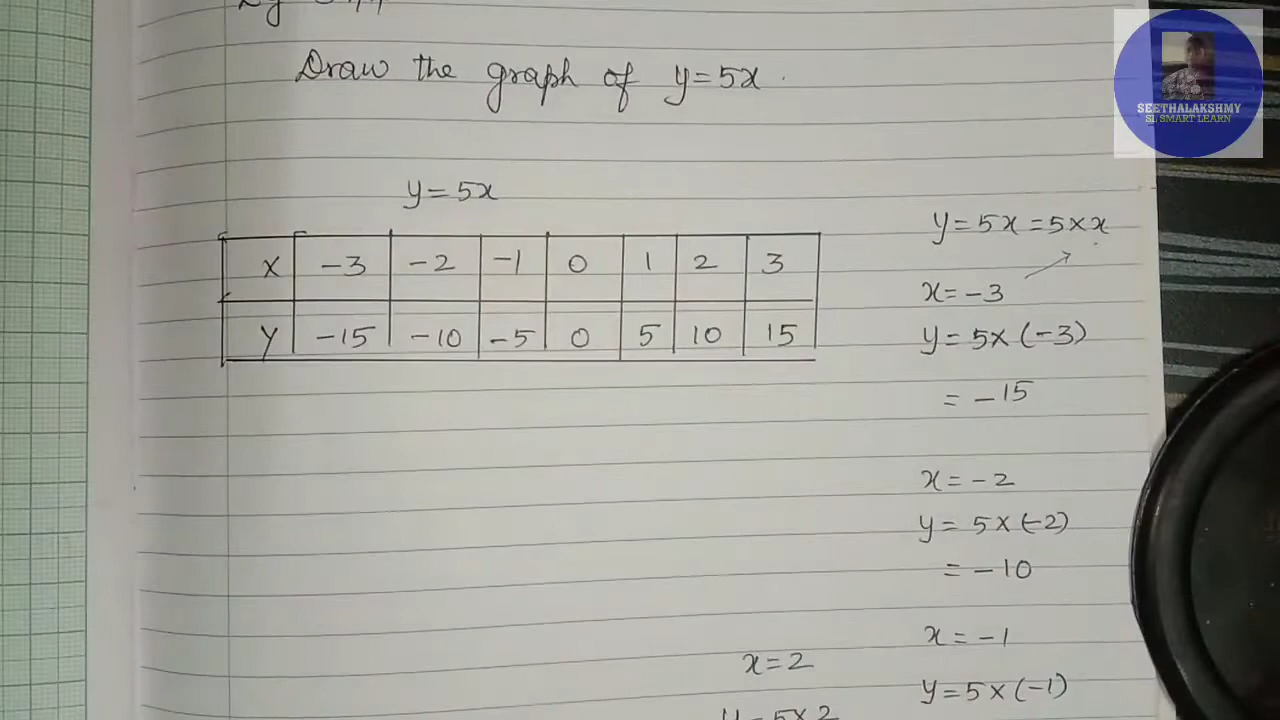 Draw the graph of y=5x.
y=5x
X -3 -2 -1 0 1 2 3
Y -15 -10 -5 0 5 10 15
y=5x=5×x
x=-3
y=5×(-3)
=-15
x=-2
y=5×(-2)
=-10
x=-1
y=5×(-1)
x=2
y=5×2
SEETHALAKSHMY
SL SMART LEARN